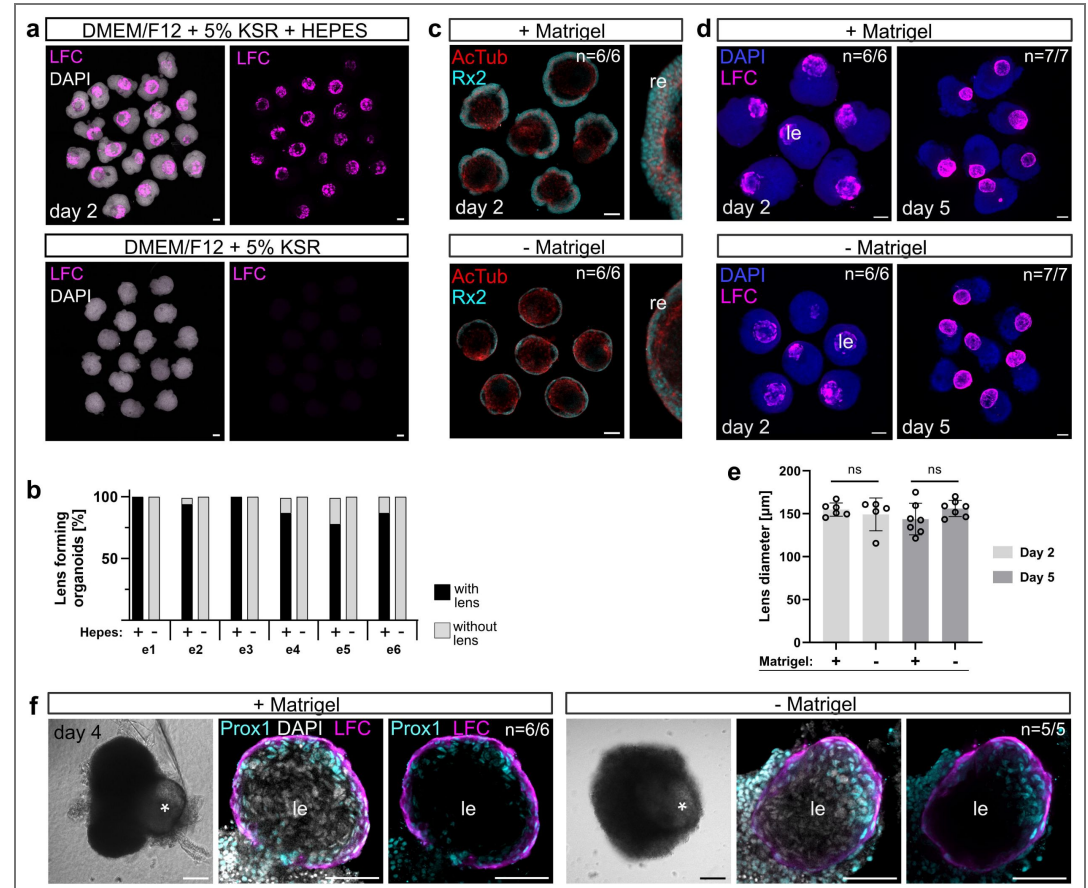 a
DMEM/F12 + 5% KSR + HEPES
LFC
DAPI
LFC
day 2
DMEM/F12 + 5% KSR
LFC
DAPI
LFC
b
Lens forming
organoids [%]
100
50
with
lens
without
lens
Hepes: + - + - + - + - + - + -
e1 e2 e3 e4 e5 e6
c
+ Matrigel
AcTub
Rx2
n=6/6
re
day 2
- Matrigel
AcTub
Rx2
n=6/6
re
d
+ Matrigel
DAPI
LFC
n=6/6
le
day 2
n=7/7
day 5
- Matrigel
DAPI
LFC
n=6/6
le
day 2
n=7/7
day 5
e
Lens diameter [µm]
200
150
100
50
0
ns
ns
Day 2
Day 5
Matrigel: + - + -
f
+ Matrigel
day 4
*
Prox1 DAPI LFC
le
Prox1 LFC n=6/6
le
- Matrigel
*
le
n=5/5
le